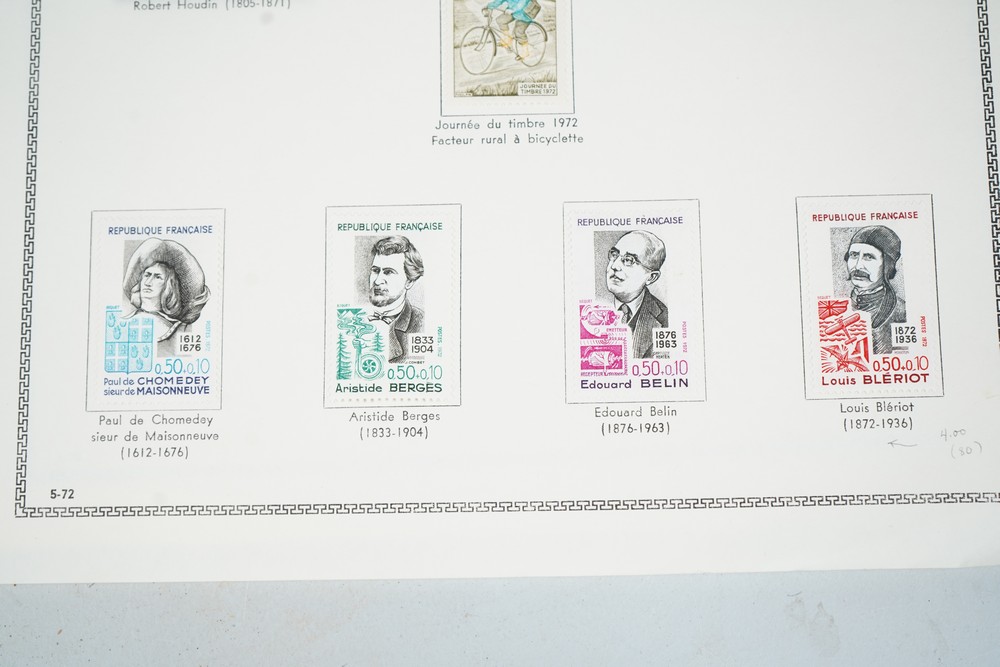 Robert Houdin (1805-1871)
JOURNÉE DU
TIMBRE 1972
Journée du timbre 1972
Facteur rural à bicyclette
REPUBLIQUE FRANÇAISE
1612
1676
0,50+0,10
Paul de CHOMEDEY
sieur de MAISONNEUVE
Paul de Chomedey
sieur de Maisonneuve
(1612-1676)
REPUBLIQUE FRANÇAISE
1833
1904
0,50+0,10
Aristide BERGES
Aristide Berges
(1833-1904)
REPUBLIQUE FRANÇAISE
EMETTEUR
1876
1963
0,50+0,10
Edouard BELIN
Edouard Belin
(1876-1963)
REPUBLIQUE FRANÇAISE
1872
1936
0,50+0,10
Louis BLÉRIOT
Louis Blériot
(1872-1936)
4.00
(80)
5-72